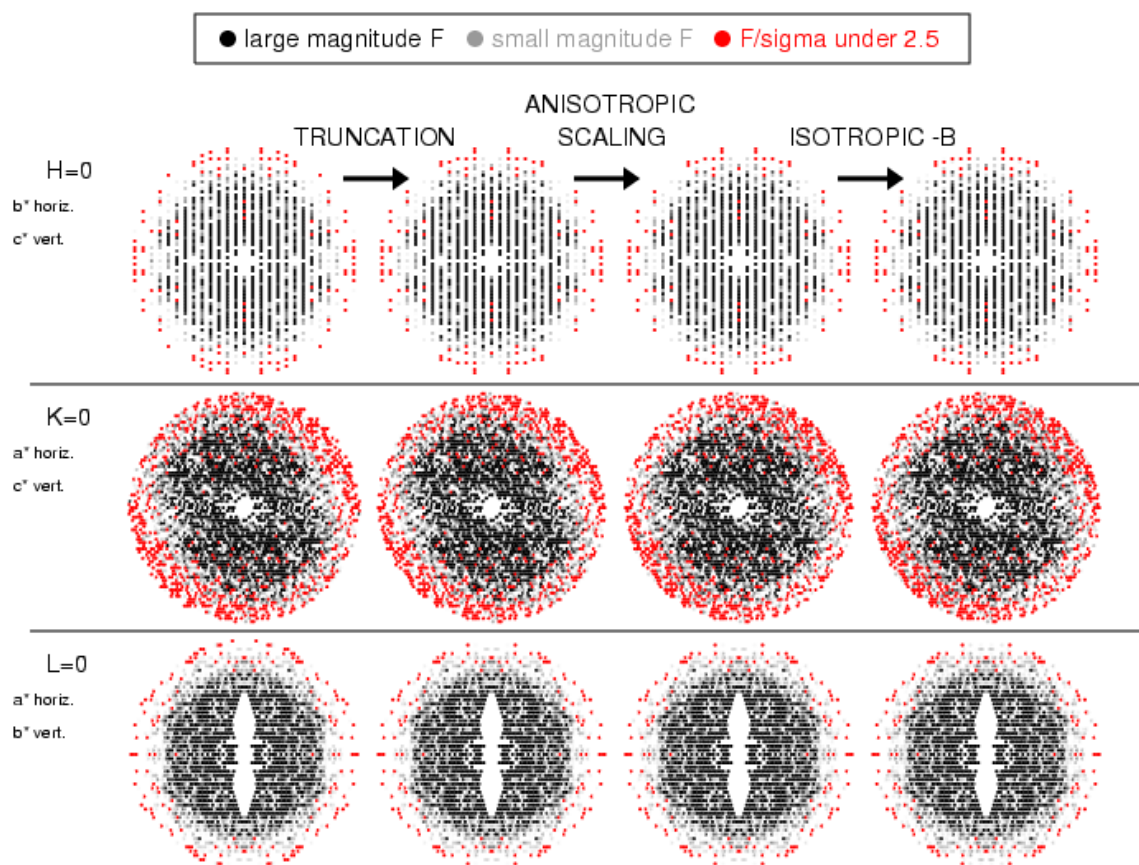 large magnitude F small magnitude F F/sigma under 2.5
ANISOTROPIC
TRUNCATION SCALING ISOTROPIC -B
H=0
b* horiz.
c* vert.
K=0
a* horiz.
c* vert.
L=0
a* horiz.
b* vert.